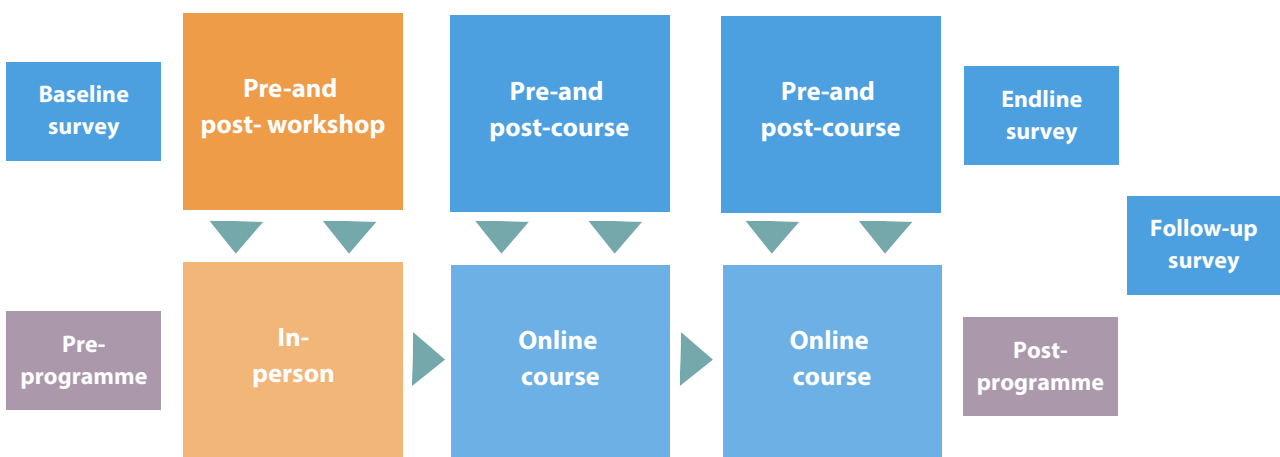 Baseline
survey
Pre-and
post- workshop
Pre-and
post-course
Pre-and
post-course
Endline
survey
Follow-up
survey
Pre-
programme
In-
person
Online
course
Online
course
Post-
programme